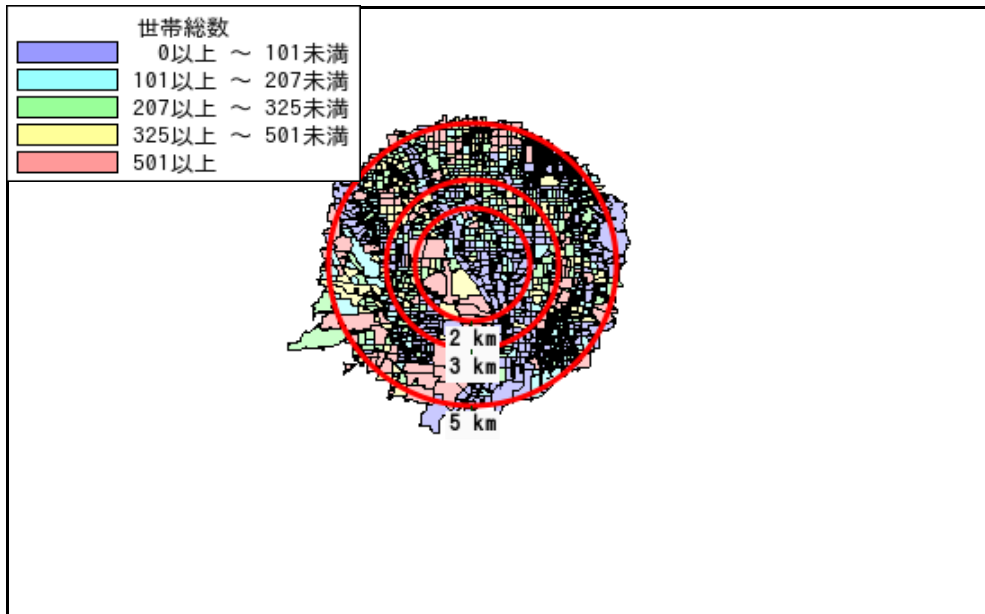 世帯総数
0以上 ～ 101未満
101以上 ～ 207未満
207以上 ～ 325未満
325以上 ～ 501未満
501以上
2 km
3 km
5 km